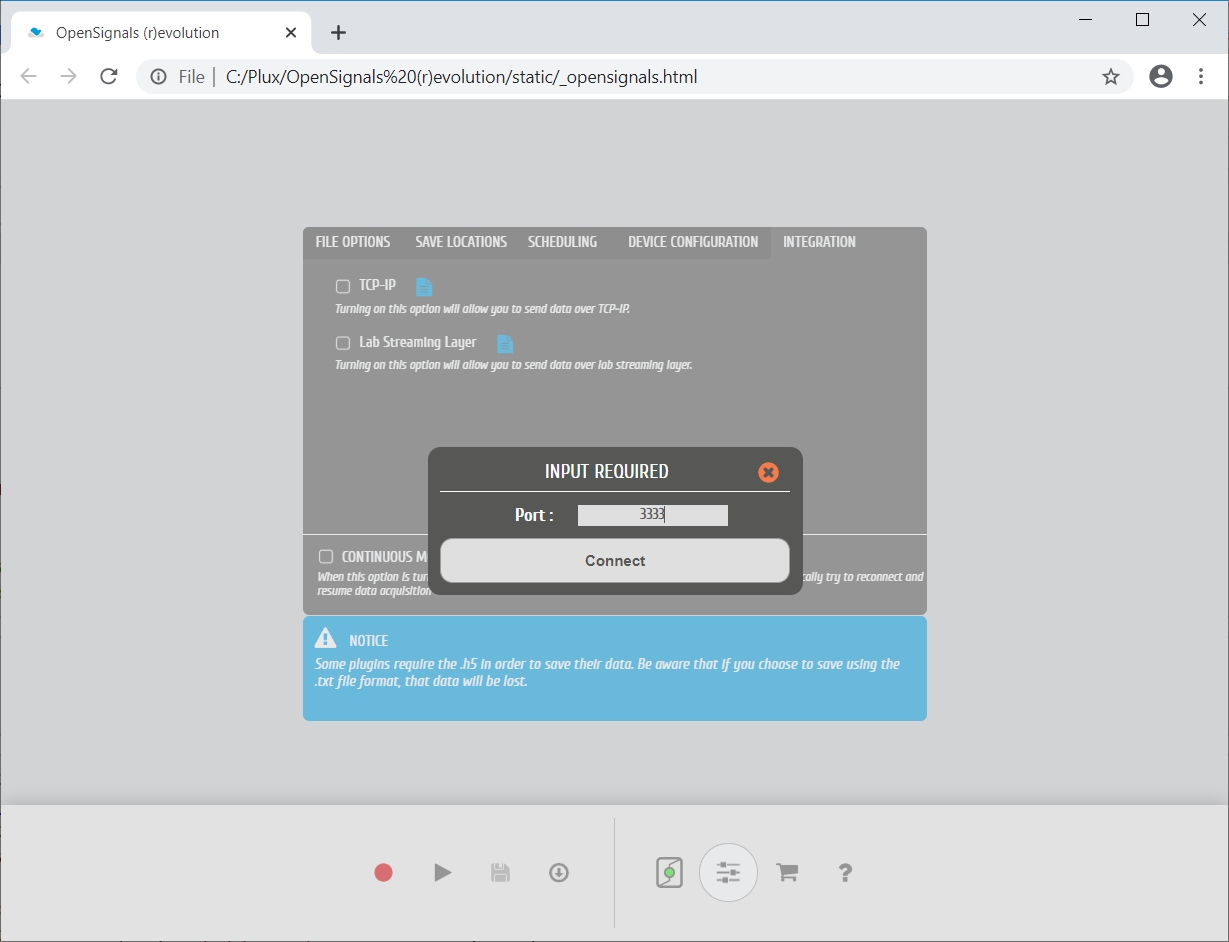 OpenSignals (r)evolution
File | C:/Plux/OpenSignals%20(r)evolution/static/_opensignals.html
FILE OPTIONS SAVE LOCATIONS SCHEDULING DEVICE CONFIGURATION INTEGRATION
TCP-IP
Turning on this option will allow you to send data over TCP-IP.
Lab Streaming Layer
Turning on this option will allow you to send data over lab streaming layer.
INPUT REQUIRED
Port : 3333
Connect
CONTINUOUS M
When this option is tur cally try to reconnect and
resume data acquisition
NOTICE
Some plugins require the .h5 in order to save their data. Be aware that if you choose to save using the
.txt file format, that data will be lost.
?